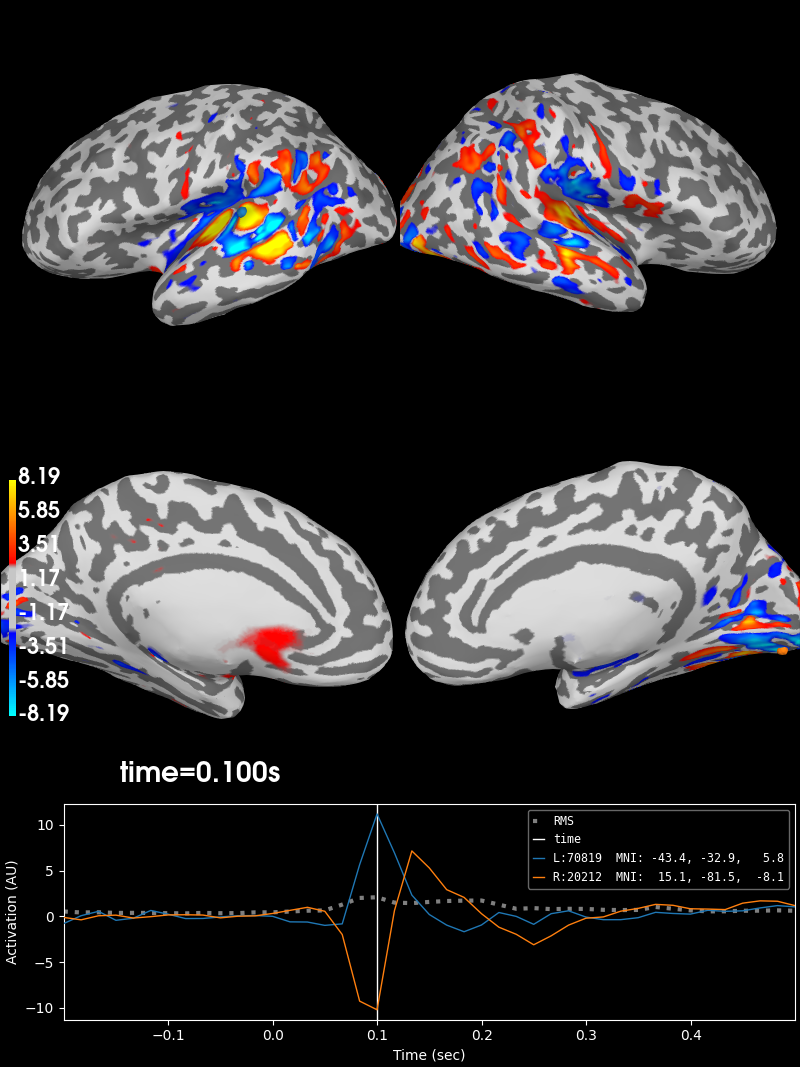 8.19
5.85
3.51
1.17
-1.17
-3.51
-5.85
-8.19
time=0.100s
10
5
0
−5
−10
Activation (AU)
RMS
time
L:70819 MNI: -43.4, -32.9, 5.8
R:20212 MNI: 15.1, -81.5, -8.1
−0.1
0.0
0.1
0.2
0.3
0.4
Time (sec)